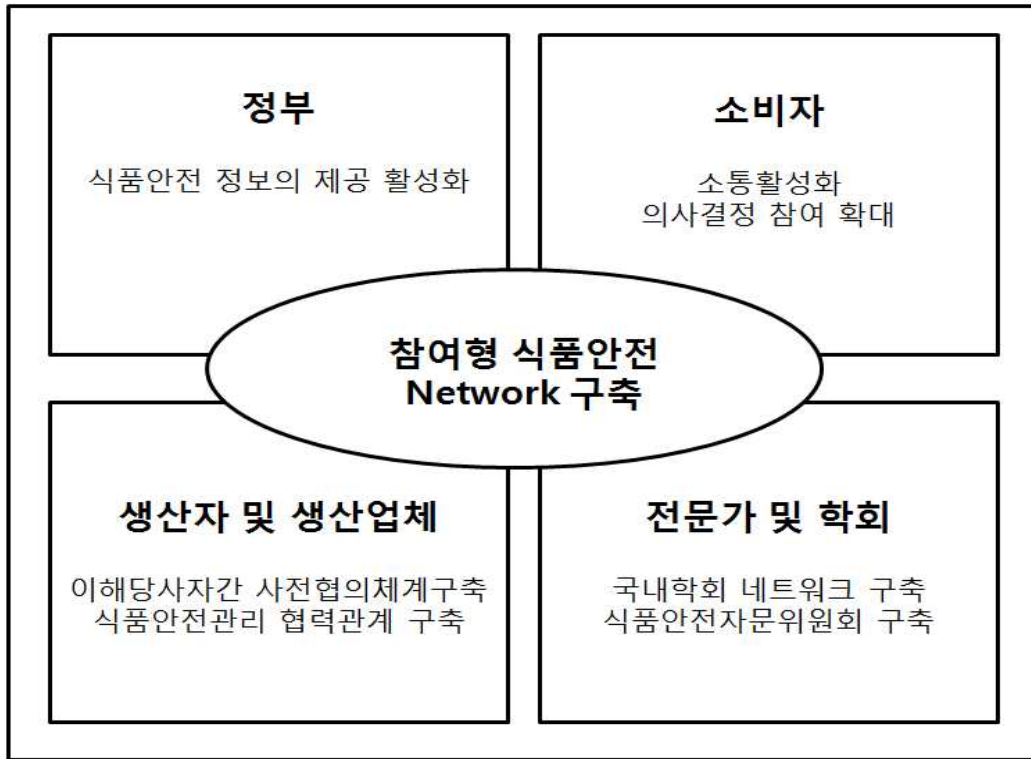 정부
식품안전 정보의 제공 활성화
소비자
소통활성화
의사결정 참여 확대
참여형 식품안전
Network 구축
생산자 및 생산업체
이해당사자간 사전협의체계구축
식품안전관리 협력관계 구축
전문가 및 학회
국내학회 네트워크 구축
식품안전자문위원회 구축